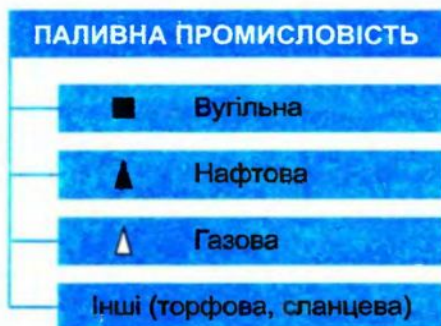 ПАЛИВНА ПРОМИСЛОВІСТЬ
Вугільна
Нафтова
Газова
Інші (торфова, сланцева)